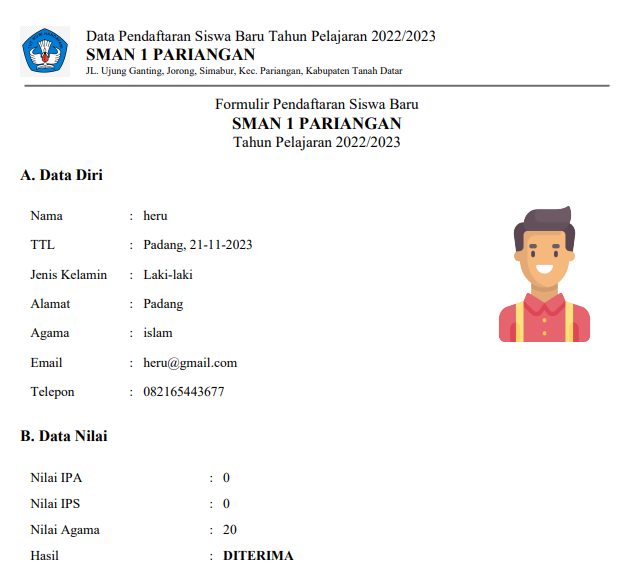 Data Pendaftaran Siswa Baru Tahun Pelajaran 2022/2023
SMAN 1 PARIANGAN
JL. Ujung Ganting, Jorong, Simabur, Kec. Pariangan, Kabupaten Tanah Datar
Formulir Pendaftaran Siswa Baru
SMAN 1 PARIANGAN
Tahun Pelajaran 2022/2023
A. Data Diri
Nama : heru
TTL : Padang, 21-11-2023
Jenis Kelamin : Laki-laki
Alamat : Padang
Agama : islam
Email : heru@gmail.com
Telepon : 082165443677
B. Data Nilai
Nilai IPA : 0
Nilai IPS : 0
Nilai Agama : 20
Hasil : DITERIMA